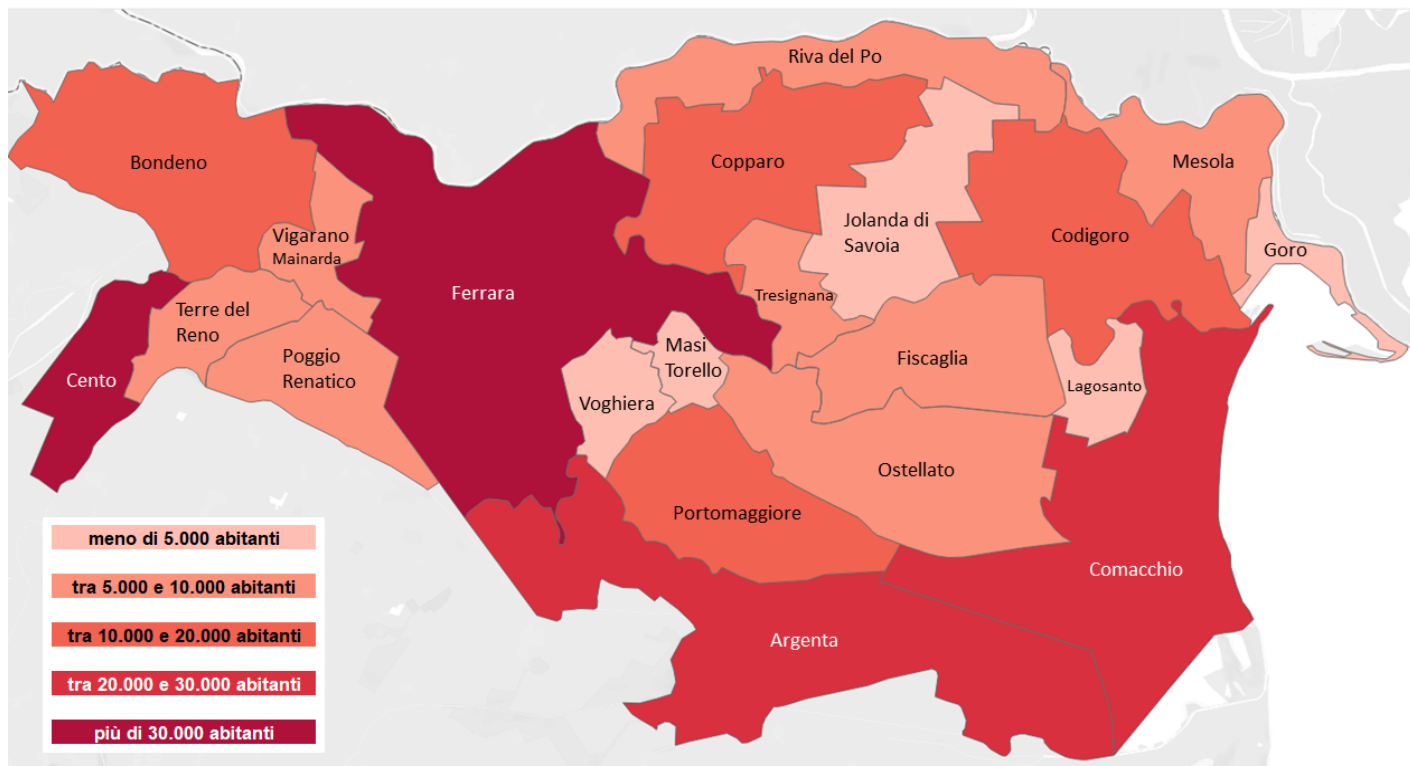 Riva del Po
Bondeno
Copparo
Mesola
Vigarano
Mainarda
Jolanda di
Savoia
Codigoro
Goro
Ferrara
Tresignana
Terre del
Reno
Masi
Torello
Fiscaglia
Poggio
Renatico
Cento
Voghiera
Lagosanto
Ostellato
Portomaggiore
Comacchio
Argenta
meno di 5.000 abitanti
tra 5.000 e 10.000 abitanti
tra 10.000 e 20.000 abitanti
tra 20.000 e 30.000 abitanti
più di 30.000 abitanti